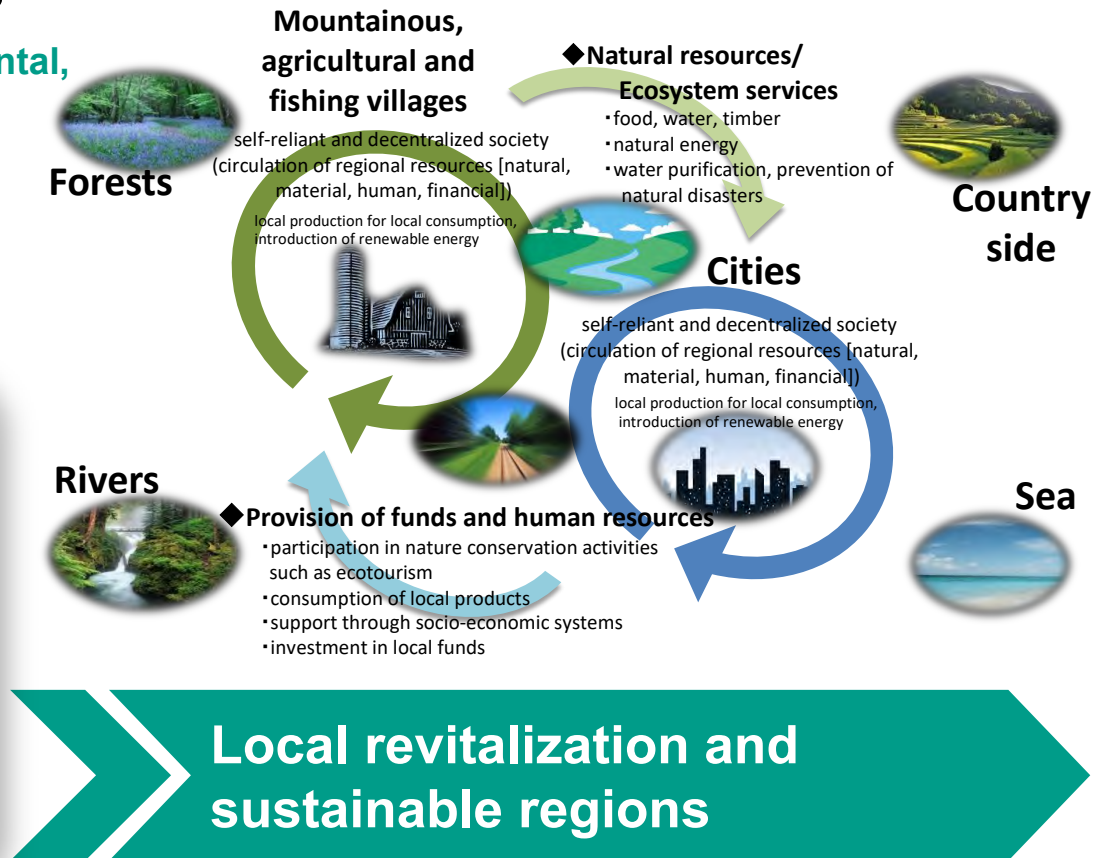 ntal,
Mountainous,
agricultural and
fishing villages
self-reliant and decentralized society
(circulation of regional resources [natural,
material, human, financial])
local production for local consumption,
introduction of renewable energy
◆Natural resources/
Ecosystem services
・food, water, timber
・natural energy
・water purification, prevention of
natural disasters
Forests
Country
side
Cities
self-reliant and decentralized society
(circulation of regional resources [natural,
material, human, financial])
local production for local consumption,
introduction of renewable energy
Rivers
Sea
◆Provision of funds and human resources
・participation in nature conservation activities
such as ecotourism
・consumption of local products
・support through socio-economic systems
・investment in local funds
Local revitalization and
sustainable regions